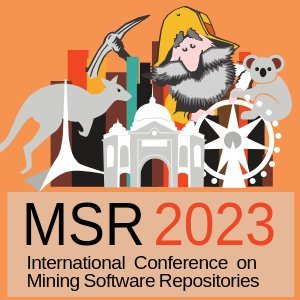 MSR 2023
International Conference on
Mining Software Repositories